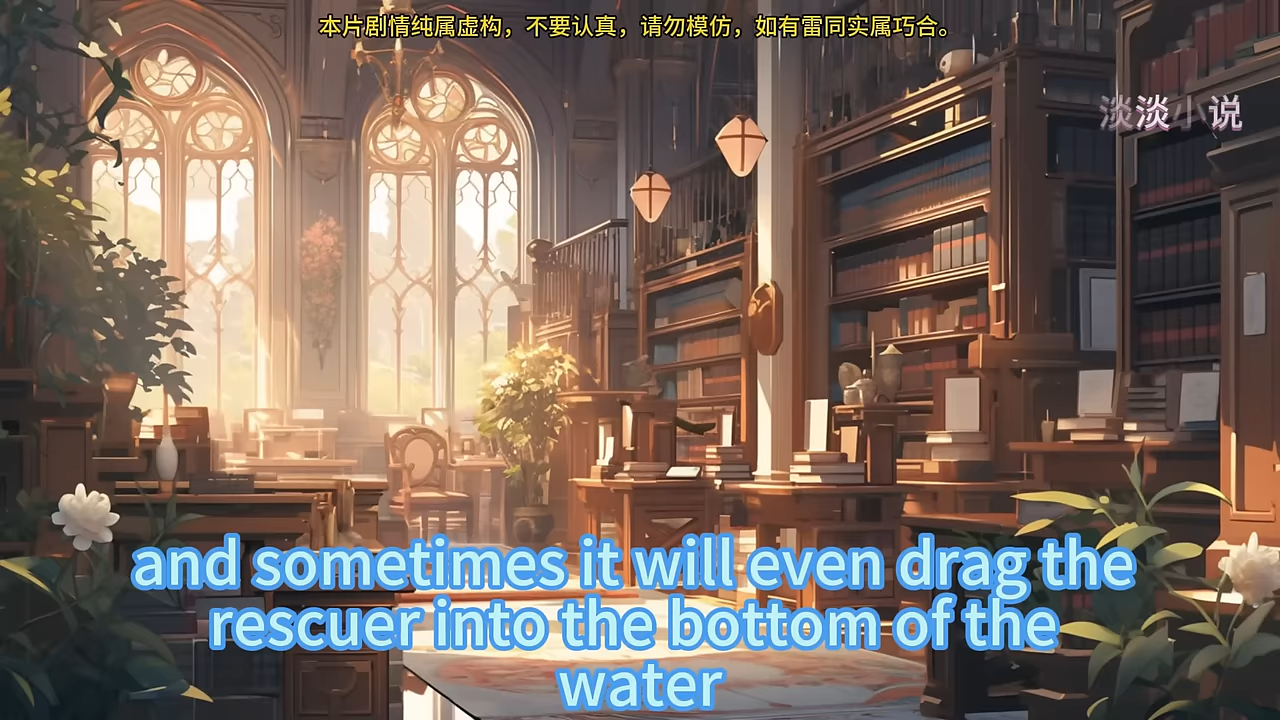 本片剧情纯属虚构，不要认真，请勿模仿，如有雷同实属巧合。
淡淡小说
and sometimes it will even drag the
rescuer into the bottom of the
water